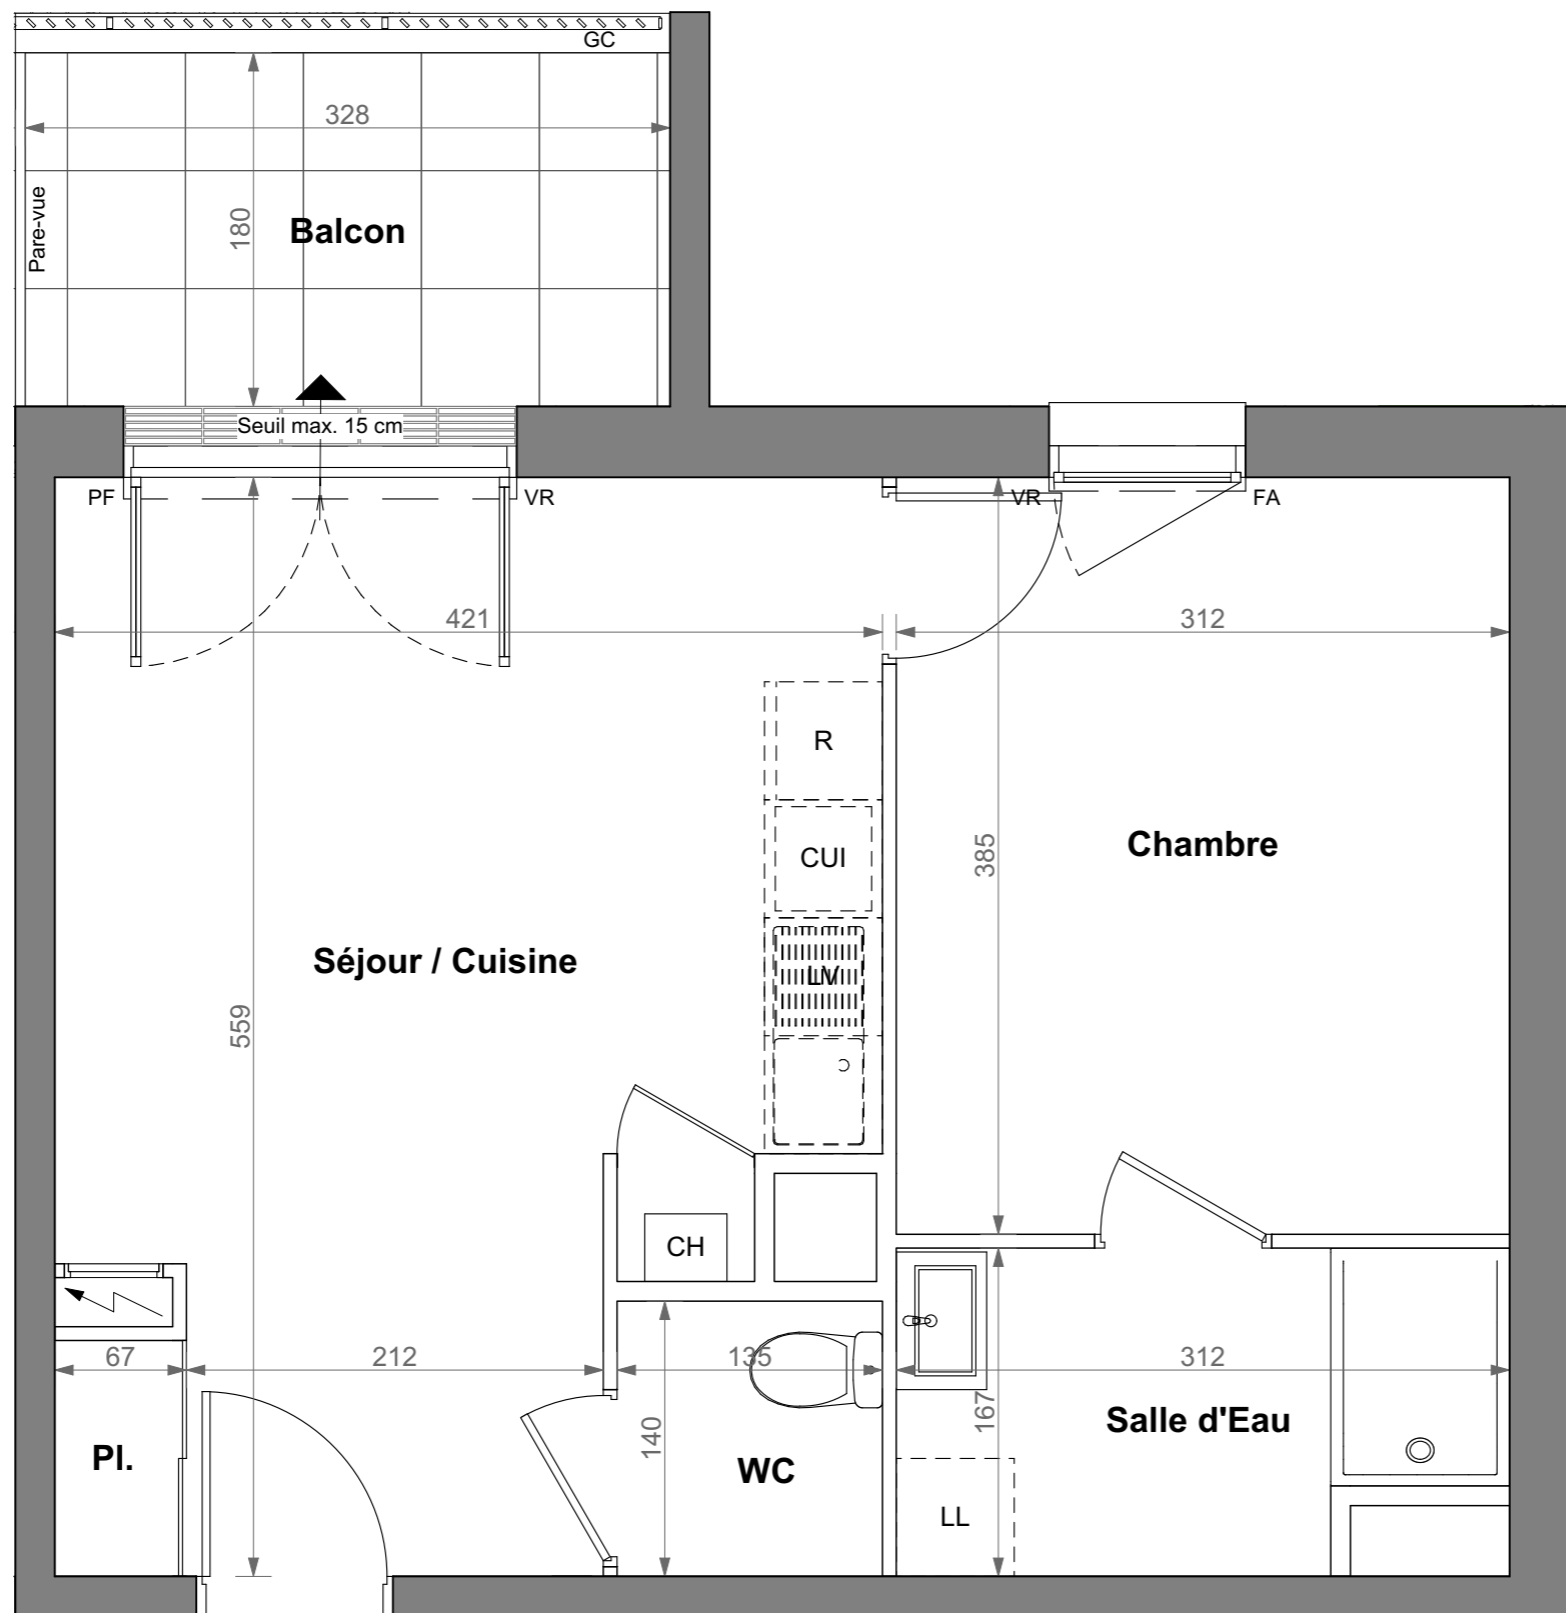 GC
328
Pare-vue
180
Balcon
Seuil max. 15 cm
PF
VR
VR
FA
421
312
R
CUI
385
Chambre
LV
Séjour / Cuisine
559
CH
67
212
135
312
140
167
Salle d'Eau
Pl.
WC
LL